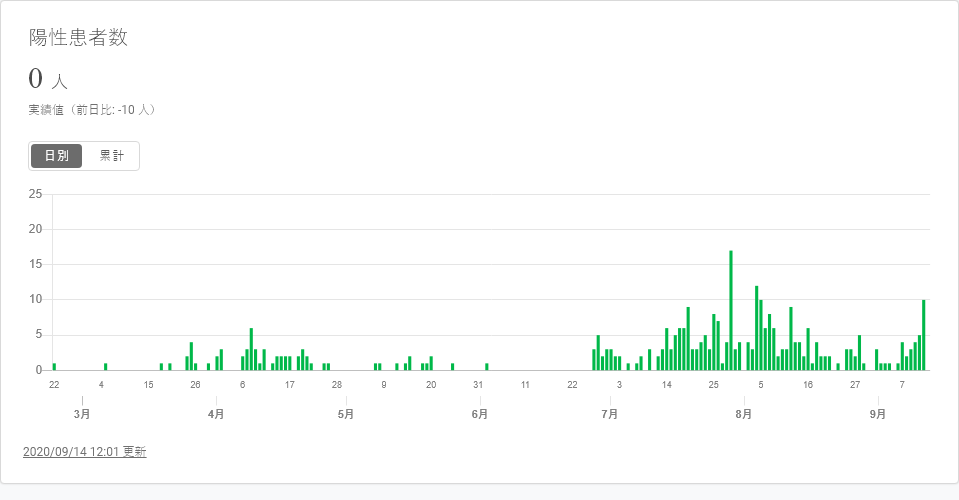 陽性患者数
0 人
実績値（前日比: -10 人）
日別 累計
25
20
15
10
5
0
22 4 15 26 6 17 28 9 20 31 11 22 3 14 25 5 16 27 7
3月 4月 5月 6月 7月 8月 9月
2020/09/14 12:01 更新